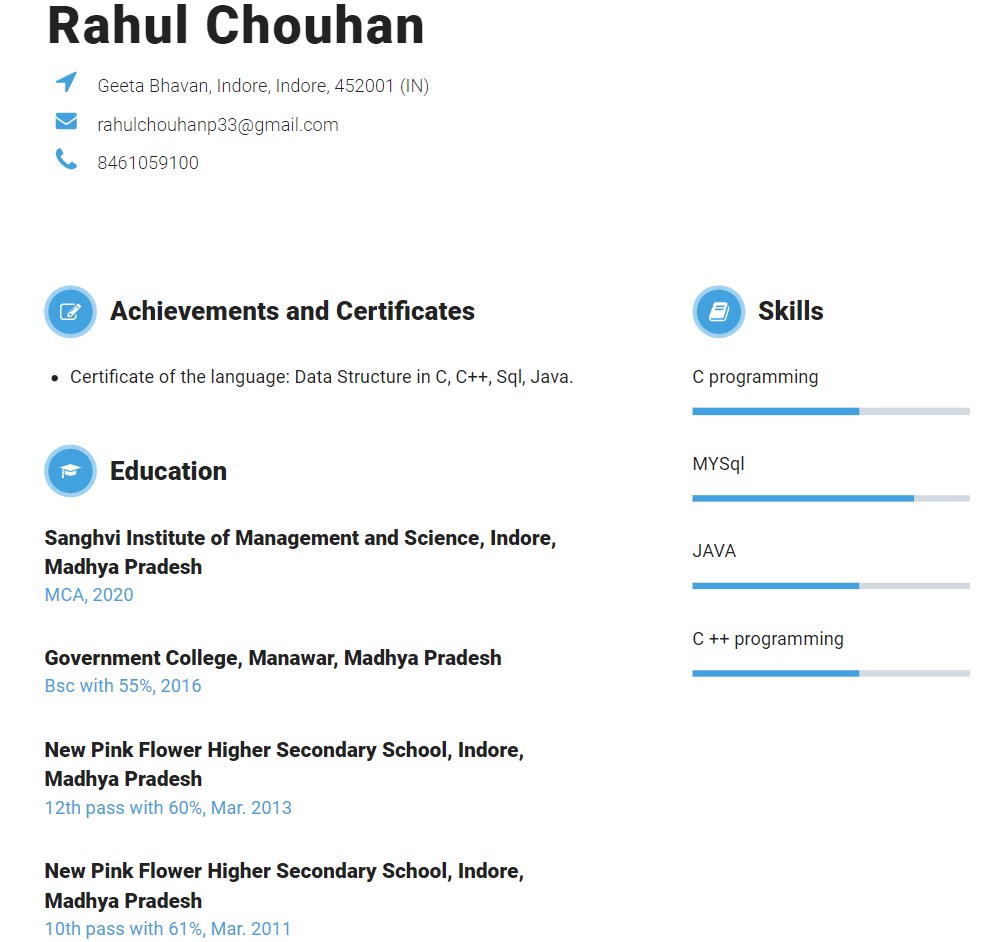 Rahul Chouhan
Geeta Bhavan, Indore, Indore, 452001 (IN)
rahulchouhanp33@gmail.com
8461059100
Achievements and Certificates
• Certificate of the language: Data Structure in C, C++, Sql, Java.
Education
Sanghvi Institute of Management and Science, Indore,
Madhya Pradesh
MCA, 2020
Government College, Manawar, Madhya Pradesh
Bsc with 55%, 2016
New Pink Flower Higher Secondary School, Indore,
Madhya Pradesh
12th pass with 60%, Mar. 2013
New Pink Flower Higher Secondary School, Indore,
Madhya Pradesh
10th pass with 61%, Mar. 2011
Skills
C programming
MYSql
JAVA
C ++ programming